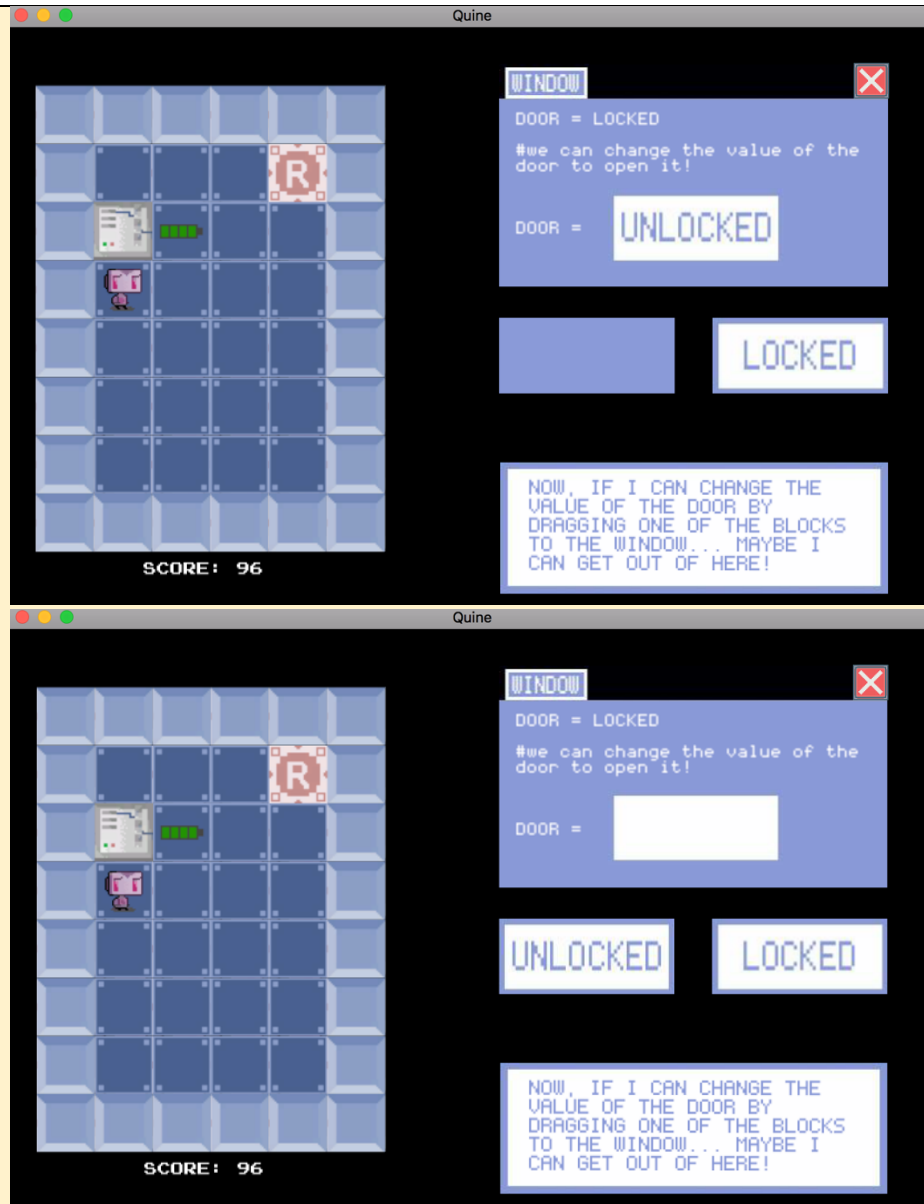 Quine
WINDOW
DOOR = LOCKED
#we can change the value of the
door to open it!
DOOR = UNLOCKED
R
LOCKED
NOW, IF I CAN CHANGE THE
VALUE OF THE DOOR BY
DRAGGING ONE OF THE BLOCKS
TO THE WINDOW... MAYBE I
CAN GET OUT OF HERE!
SCORE: 96
Quine
WINDOW
DOOR = LOCKED
#we can change the value of the
door to open it!
DOOR =
R
UNLOCKED LOCKED
NOW, IF I CAN CHANGE THE
VALUE OF THE DOOR BY
DRAGGING ONE OF THE BLOCKS
TO THE WINDOW... MAYBE I
CAN GET OUT OF HERE!
SCORE: 96